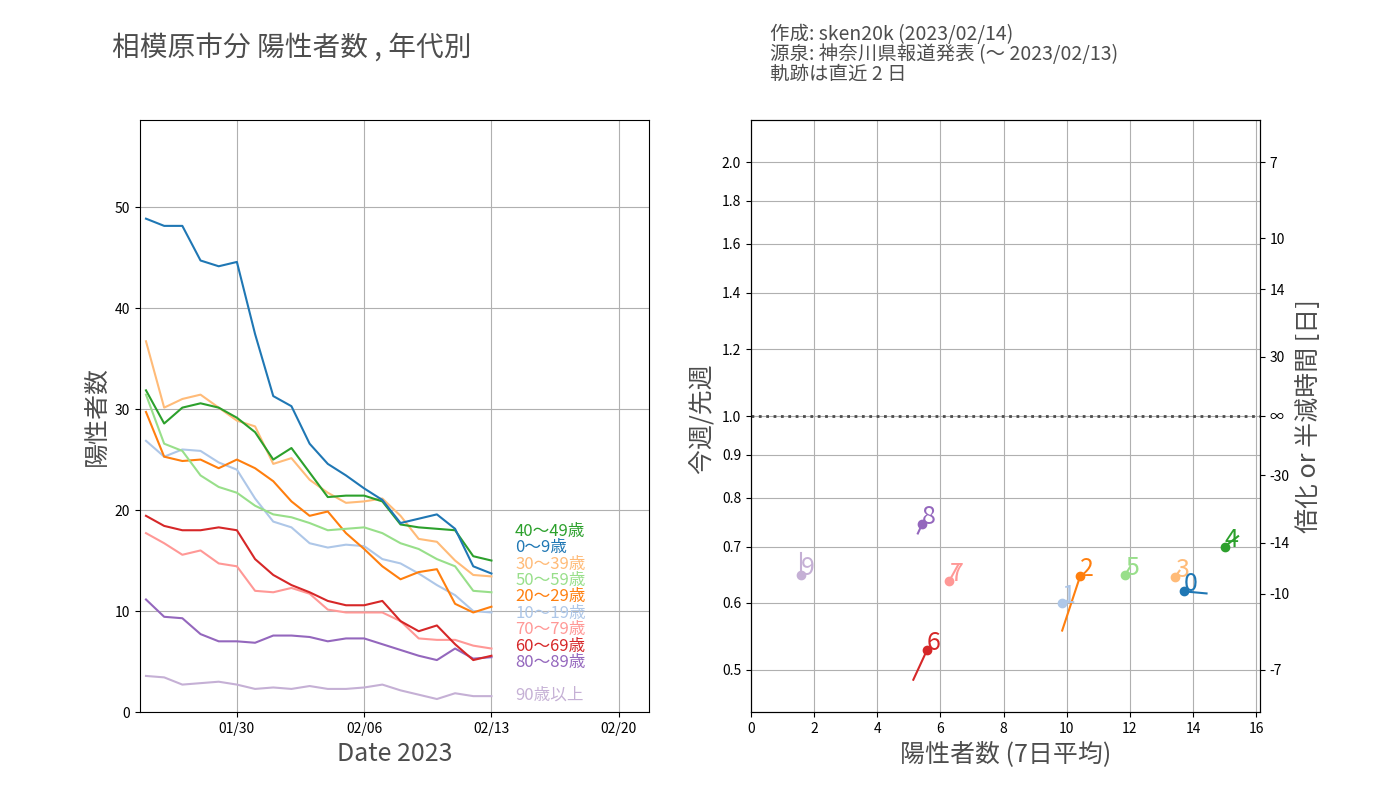 相模原市分 陽性者数 , 年代別
作成: sken20k (2023/02/14)
源泉: 神奈川県報道発表 (〜 2023/02/13)
軌跡は直近 2 日
陽性者数
50
40
30
20
10
0
01/30
02/06
02/13
02/20
Date 2023
40〜49歳
0〜9歳
30〜39歳
50〜59歳
20〜29歳
10〜19歳
70〜79歳
60〜69歳
80〜89歳
90歳以上
今週/先週
2.0
1.8
1.6
1.4
1.2
1.0
0.9
0.8
0.7
0.6
0.5
0
2
4
6
8
10
12
14
16
陽性者数 (7日平均)
8
9
7
6
1
2
5
3
0
4
7
10
14
30
∞
-30
-14
-10
-7
倍化 or 半減時間 [日]